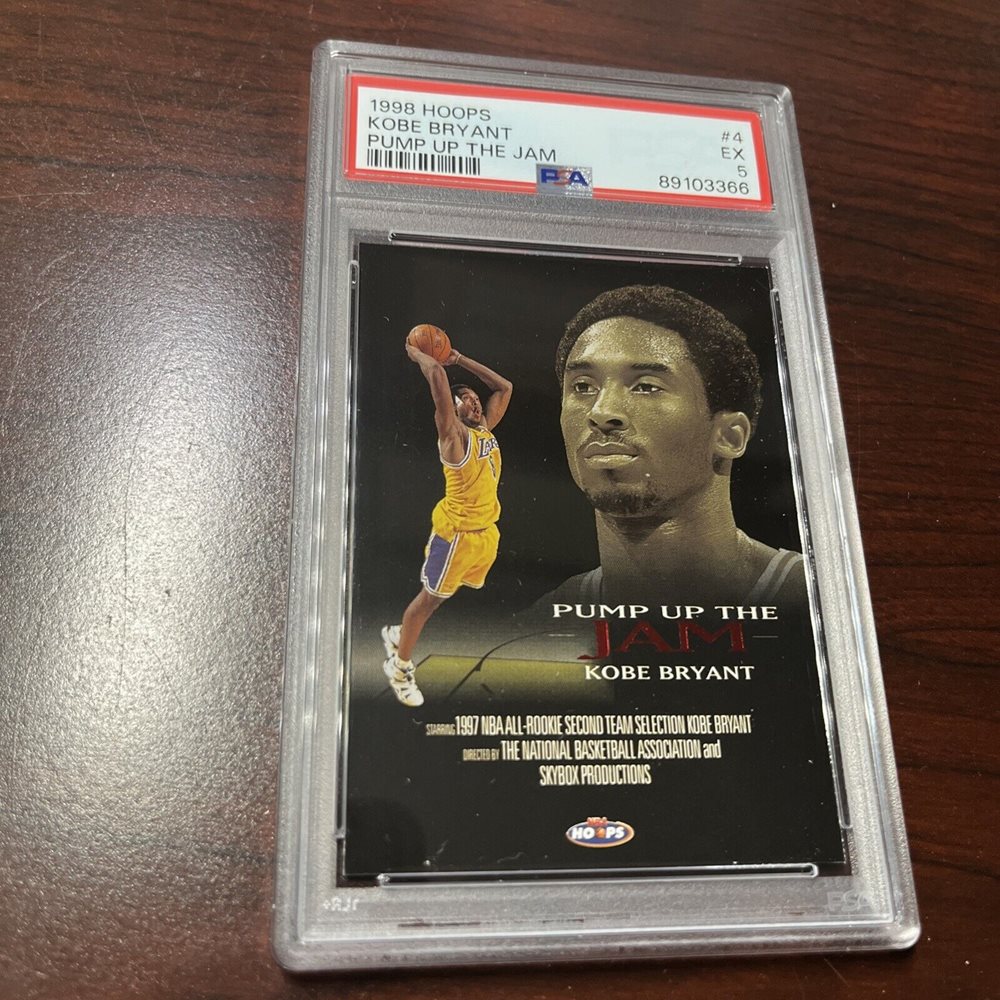 1998 HOOPS
KOBE BRYANT
PUMP UP THE JAM
#4
EX
5
89103366
PSA
PUMP UP THE
JAM
KOBE BRYANT
STARRING 1997 NBA ALL-ROOKIE SECOND TEAM SELECTION KOBE BRYANT
DIRECTED BY THE NATIONAL BASKETBALL ASSOCIATION and
SKYBOX PRODUCTIONS
NBA
HOOPS
PSA